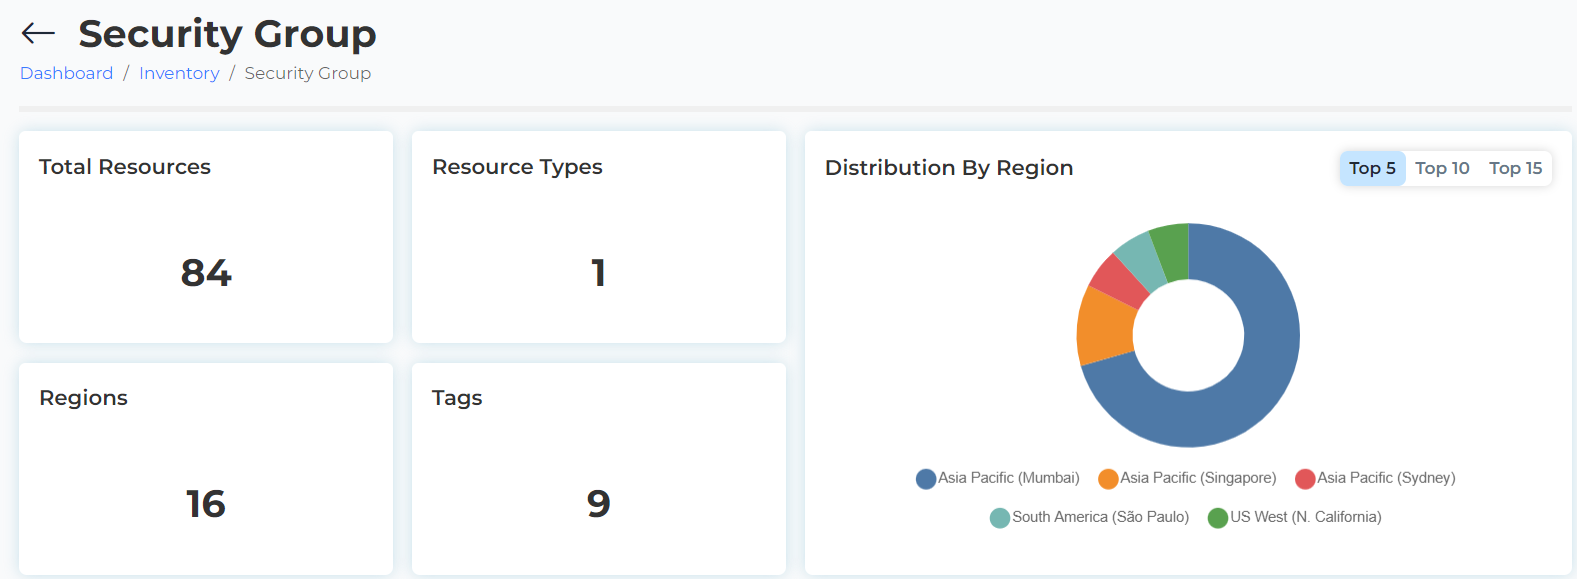 Security Group
Dashboard / Inventory / Security Group
Total Resources
84
Resource Types
1
Regions
16
Tags
9
Distribution By Region
Top 5 Top 10 Top 15
Asia Pacific (Mumbai) Asia Pacific (Singapore) Asia Pacific (Sydney)
South America (São Paulo) US West (N. California)